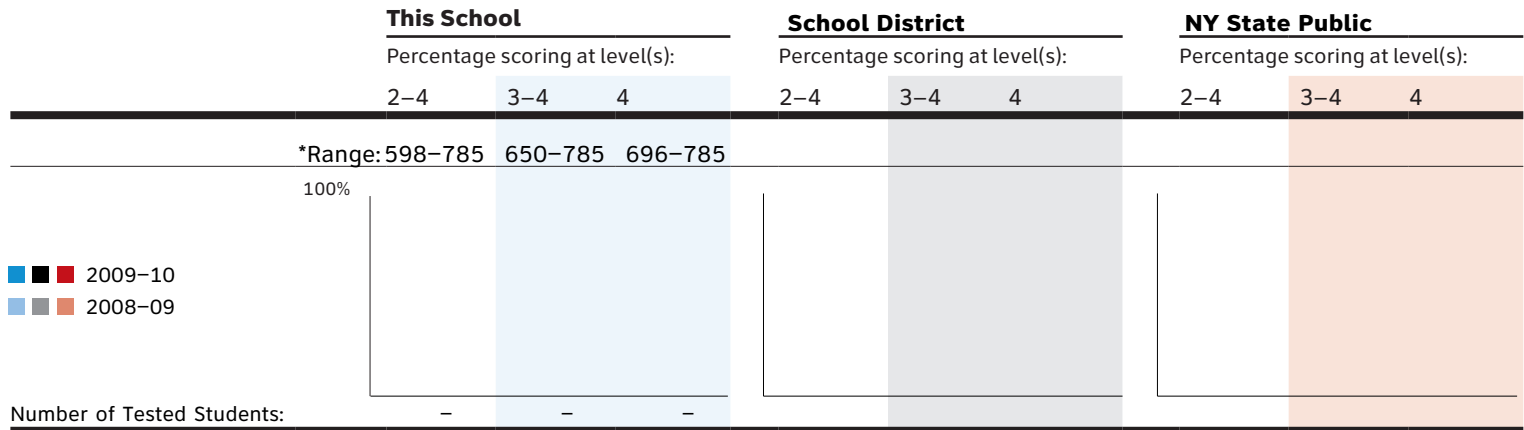 This School School District NY State Public
Percentage scoring at level(s): Percentage scoring at level(s): Percentage scoring at level(s):
2–4 3–4 4 2–4 3–4 4 2–4 3–4 4
*Range: 598–785 650–785 696–785
100%
2009–10
2008–09
Number of Tested Students: – – –